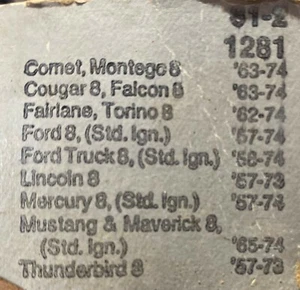 1281
Comet, Montego 8 '63-74
Cougar 8, Falcon 8 '63-74
Fairlane, Torino 8 '62-74
Ford 8, (Std. Ign.) '57-74
Ford Truck 8, (Std. Ign.) '56-74
Lincoln 8 '57-73
Mercury 8, (Std. Ign.) '57-74
Mustang & Maverick 8,
(Std. Ign.) '65-74
Thunderbird 8 '57-73